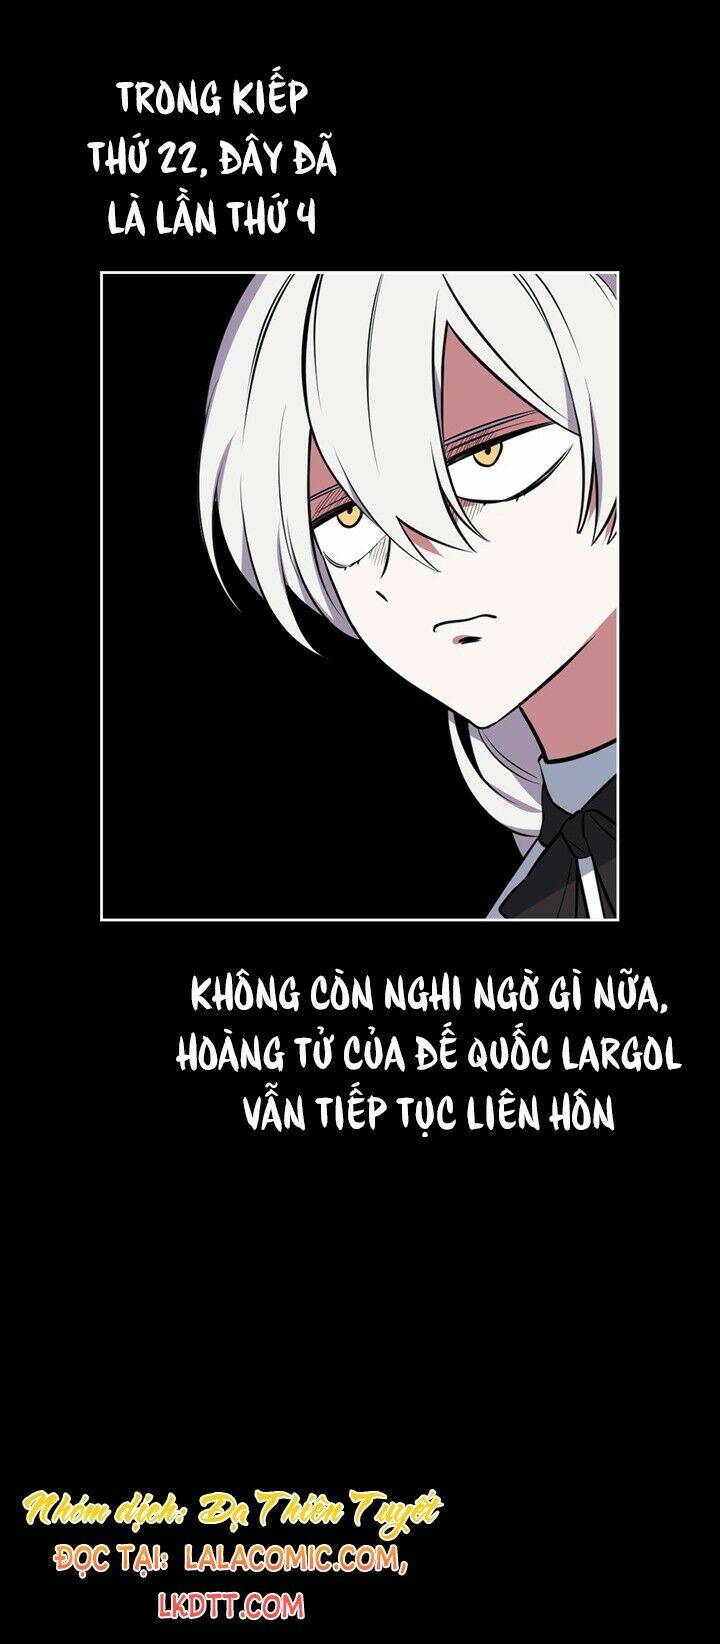 TRONG KIẾP
THỨ 22, ĐÂY ĐÃ
LÀ LẦN THỨ 4
KHÔNG CÒN NGHI NGỜ GÌ NỮA,
HOÀNG TỬ CỦA ĐẾ QUỐC LARGOL
VẪN TIẾP TỤC LIÊN HÔN
Nhóm dịch: Dạ Thiên Tuyết
ĐỌC TẠI: LALACOMIC.COM,
LKDTT.COM